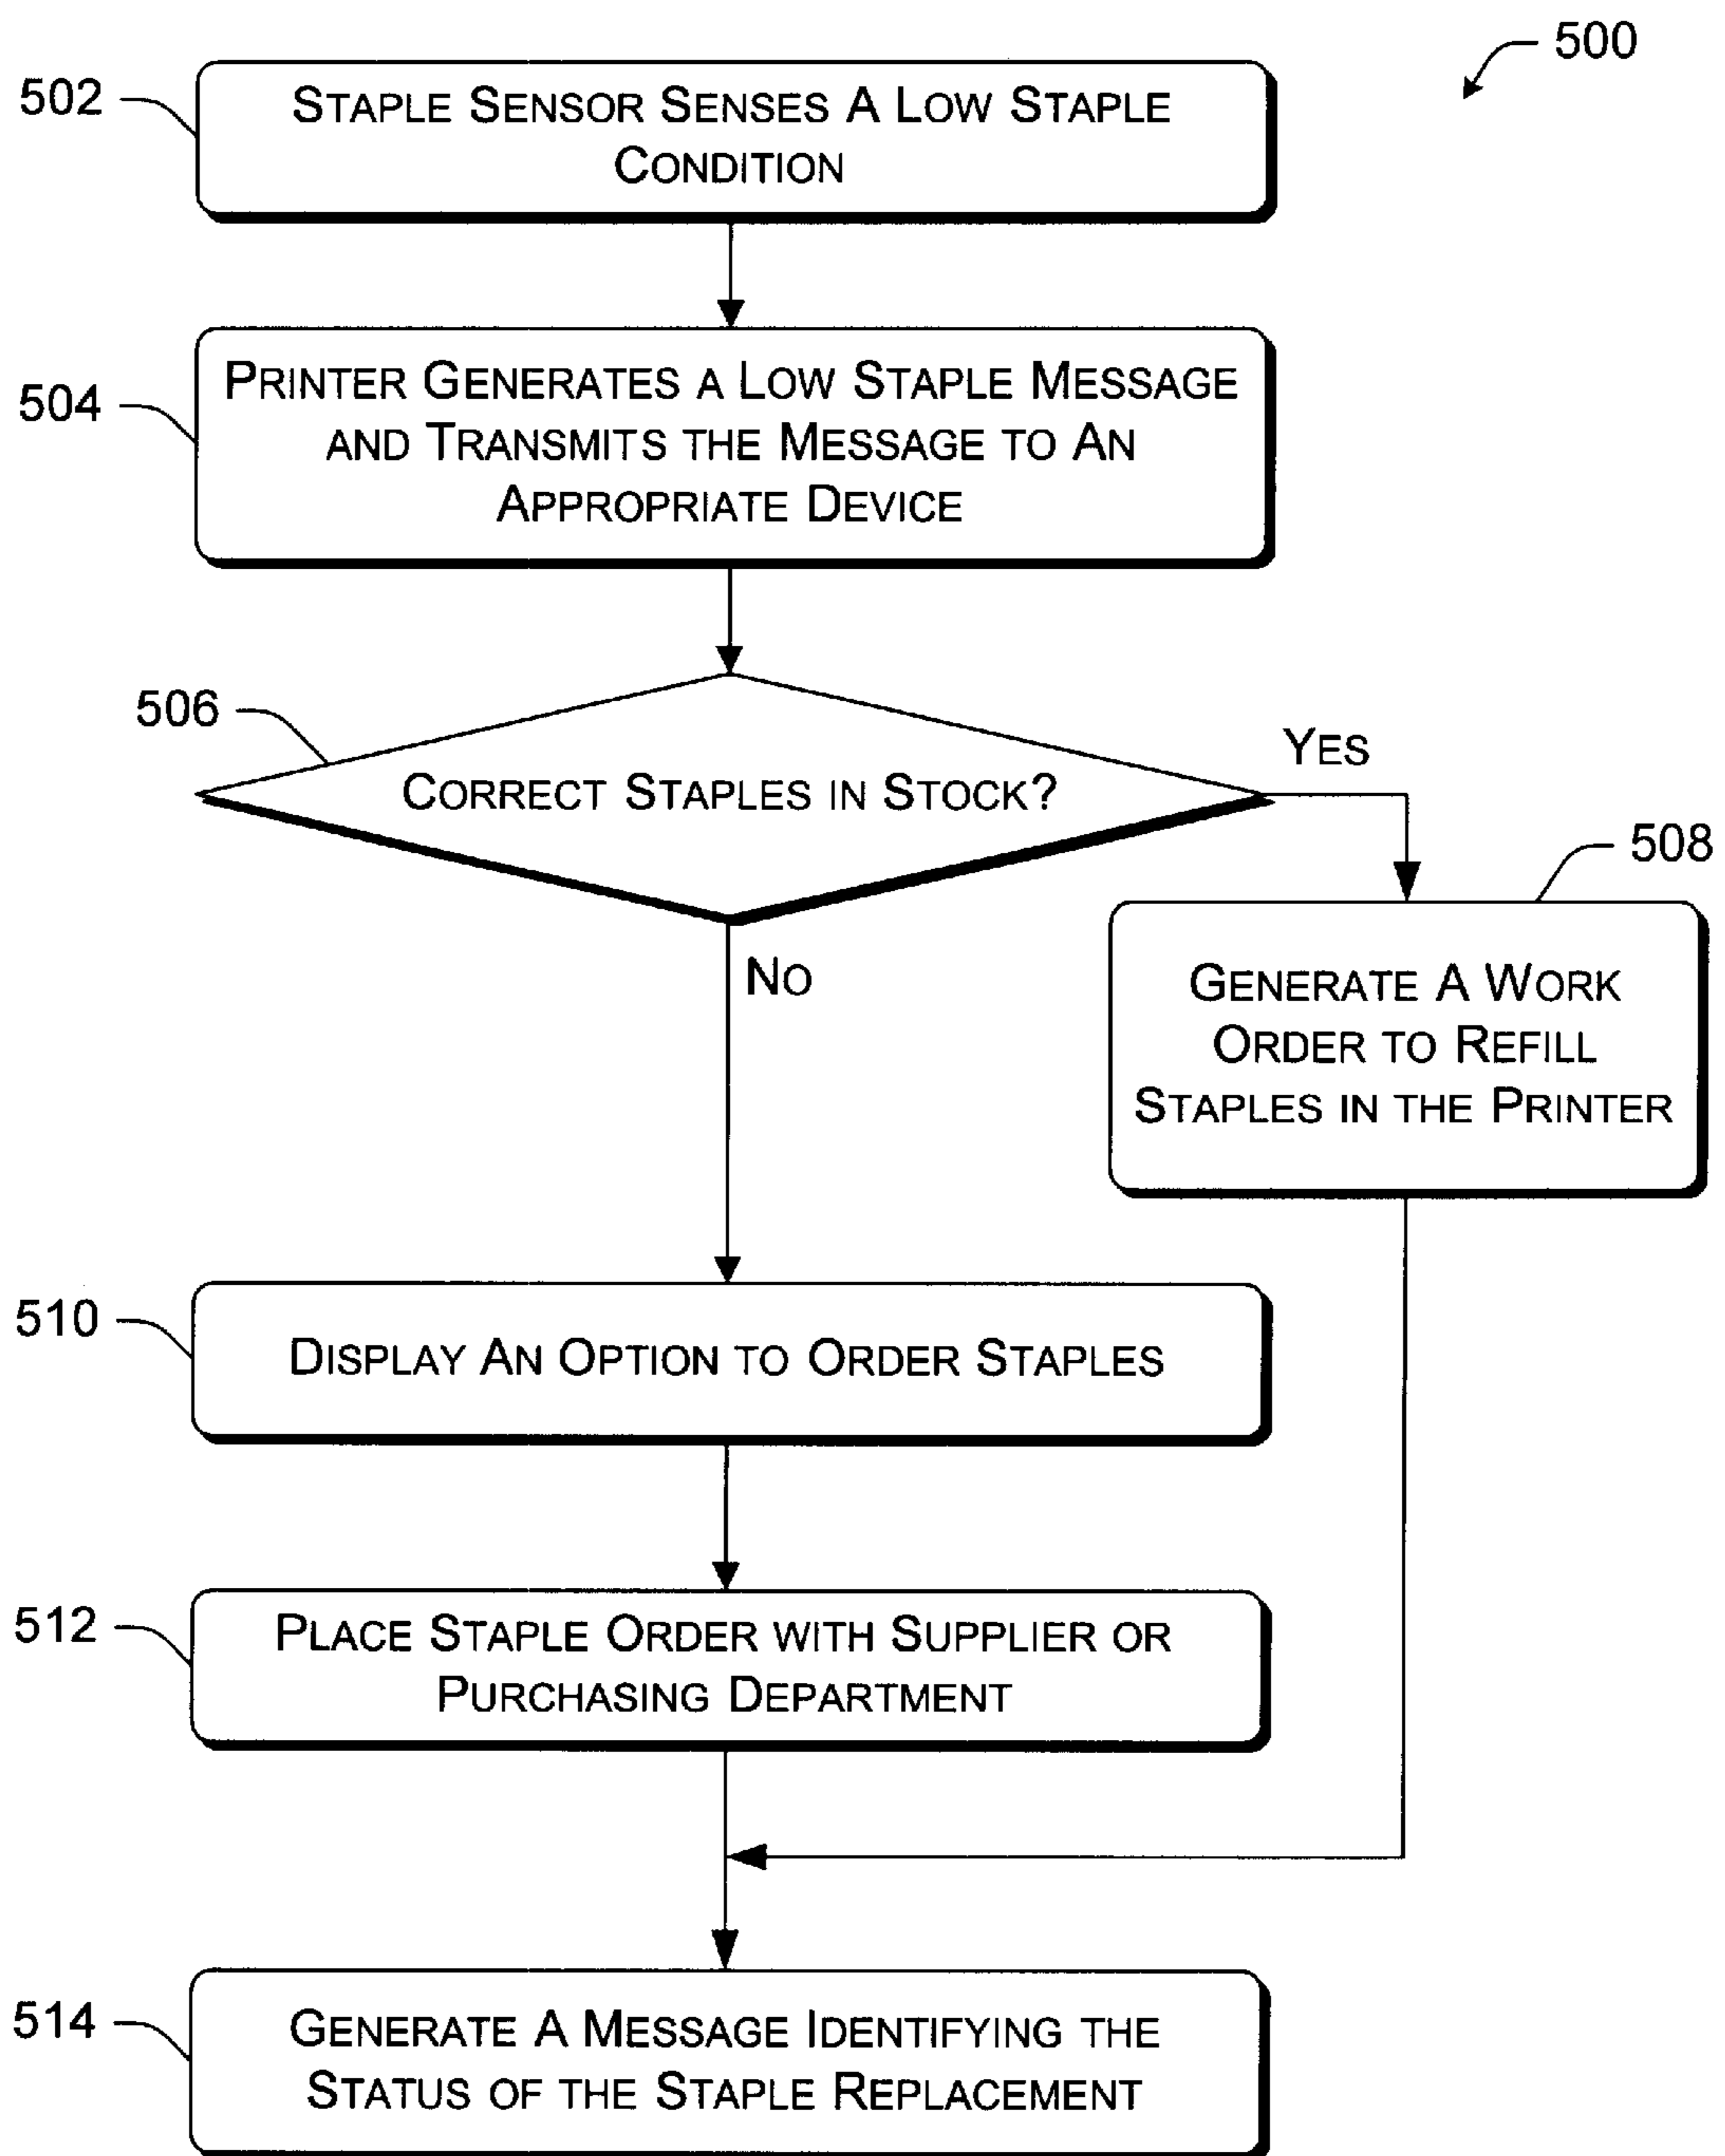 500
502
STAPLE SENSOR SENSES A LOW STAPLE
CONDITION
504
PRINTER GENERATES A LOW STAPLE MESSAGE
AND TRANSMITS THE MESSAGE TO AN
APPROPRIATE DEVICE
506
CORRECT STAPLES IN STOCK?
YES
NO
508
GENERATE A WORK
ORDER TO REFILL
STAPLES IN THE PRINTER
510
DISPLAY AN OPTION TO ORDER STAPLES
512
PLACE STAPLE ORDER WITH SUPPLIER OR
PURCHASING DEPARTMENT
514
GENERATE A MESSAGE IDENTIFYING THE
STATUS OF THE STAPLE REPLACEMENT